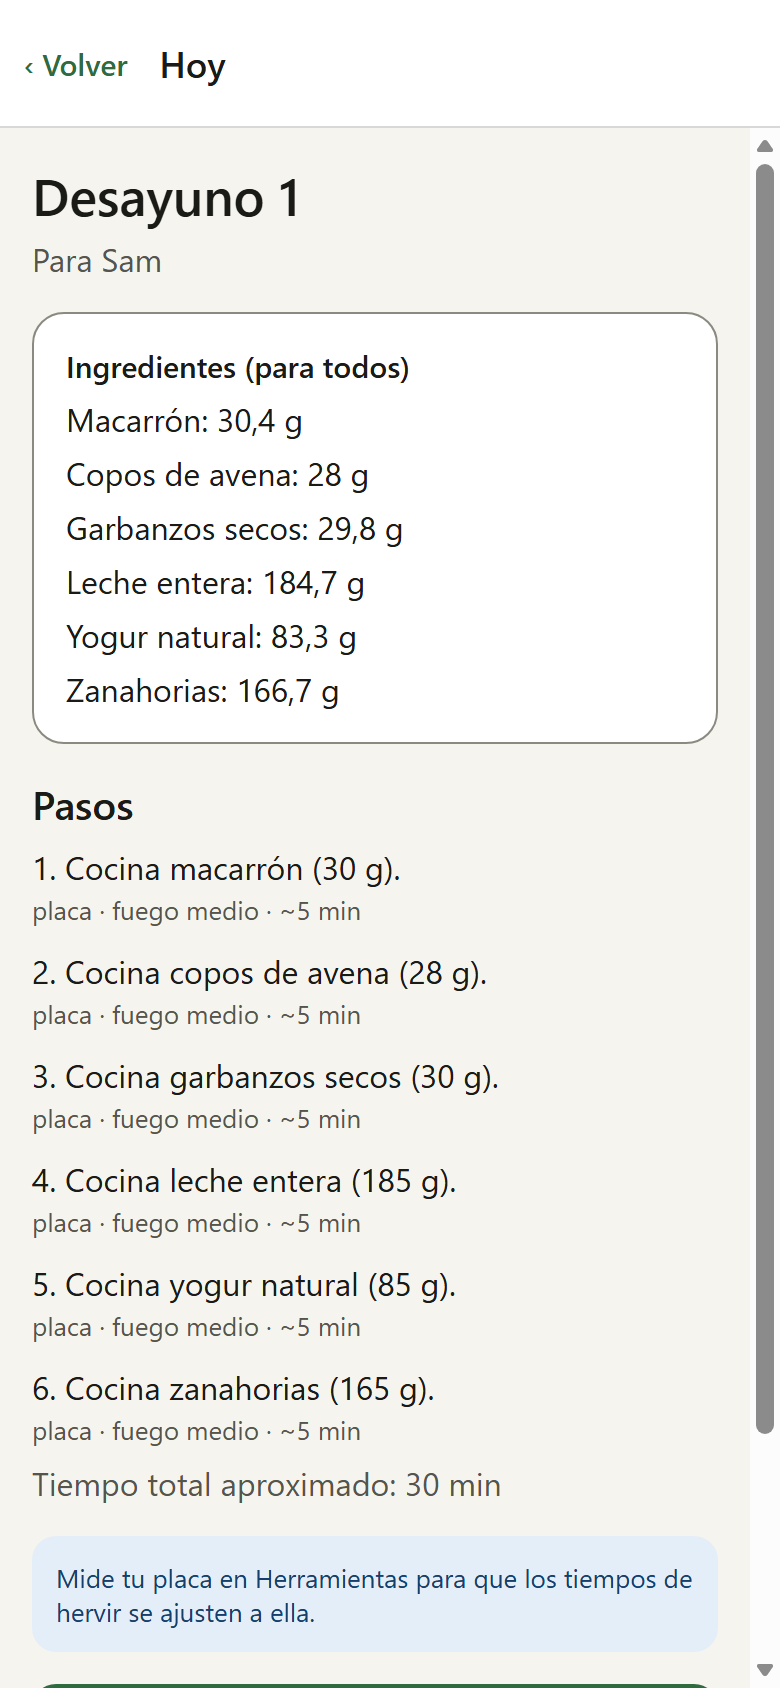 ‹ Volver Hoy
Desayuno 1
Para Sam
Ingredientes (para todos)
Macarrón: 30,4 g
Copos de avena: 28 g
Garbanzos secos: 29,8 g
Leche entera: 184,7 g
Yogur natural: 83,3 g
Zanahorias: 166,7 g
Pasos
1. Cocina macarrón (30 g).
placa · fuego medio · ~5 min
2. Cocina copos de avena (28 g).
placa · fuego medio · ~5 min
3. Cocina garbanzos secos (30 g).
placa · fuego medio · ~5 min
4. Cocina leche entera (185 g).
placa · fuego medio · ~5 min
5. Cocina yogur natural (85 g).
placa · fuego medio · ~5 min
6. Cocina zanahorias (165 g).
placa · fuego medio · ~5 min
Tiempo total aproximado: 30 min
Mide tu placa en Herramientas para que los tiempos de
hervir se ajusten a ella.